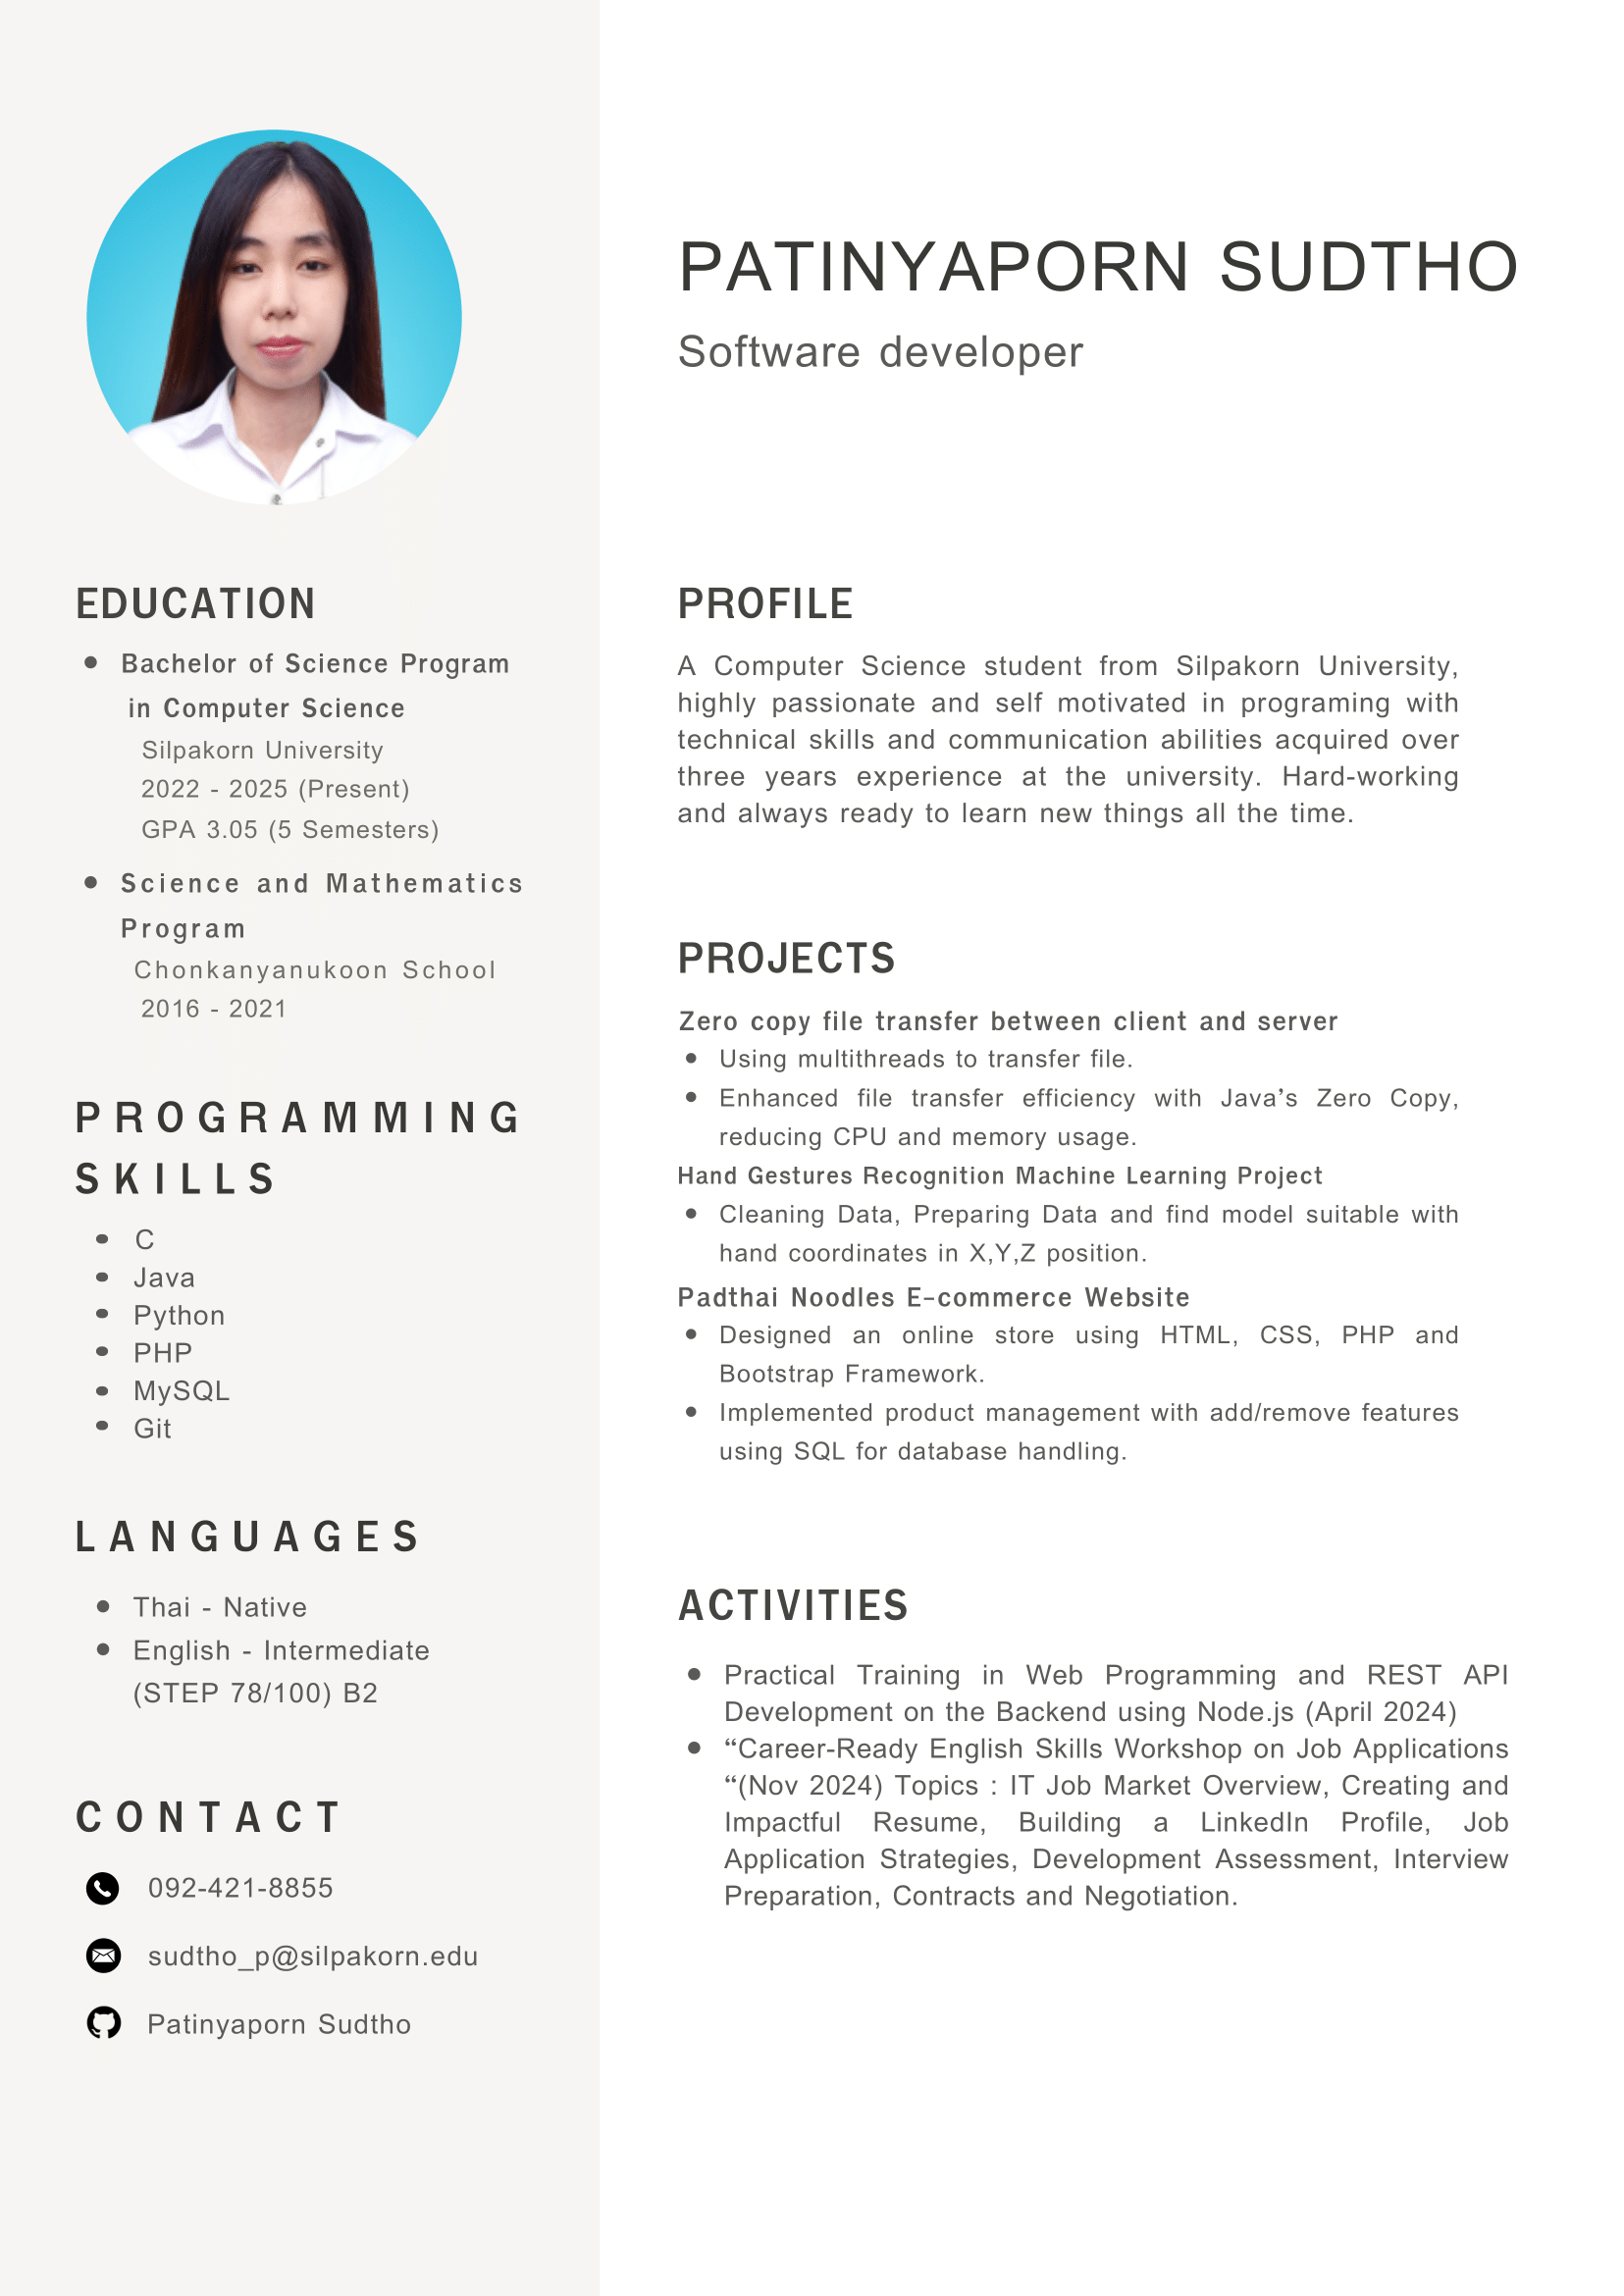 PATINYAPORN SUDTHO
Software developer
EDUCATION
• Bachelor of Science Program
in Computer Science
Silpakorn University
2022 - 2025 (Present)
GPA 3.05 (5 Semesters)
• Science and Mathematics
Program
Chonkanyanukoon School
2016 - 2021
PROGRAMMING
SKILLS
• C
• Java
• Python
• PHP
• MySQL
• Git
LANGUAGES
• Thai - Native
• English - Intermediate
(STEP 78/100) B2
CONTACT
092-421-8855
sudtho_p@silpakorn.edu
Patinyaporn Sudtho
PROFILE
A Computer Science student from Silpakorn University,
highly passionate and self motivated in programing with
technical skills and communication abilities acquired over
three years experience at the university. Hard-working
and always ready to learn new things all the time.
PROJECTS
Zero copy file transfer between client and server
• Using multithreads to transfer file.
• Enhanced file transfer efficiency with Java’s Zero Copy,
reducing CPU and memory usage.
Hand Gestures Recognition Machine Learning Project
• Cleaning Data, Preparing Data and find model suitable with
hand coordinates in X,Y,Z position.
Padthai Noodles E-commerce Website
• Designed an online store using HTML, CSS, PHP and
Bootstrap Framework.
• Implemented product management with add/remove features
using SQL for database handling.
ACTIVITIES
• Practical Training in Web Programming and REST API
Development on the Backend using Node.js (April 2024)
• “Career-Ready English Skills Workshop on Job Applications
“(Nov 2024) Topics : IT Job Market Overview, Creating and
Impactful Resume, Building a LinkedIn Profile, Job
Application Strategies, Development Assessment, Interview
Preparation, Contracts and Negotiation.